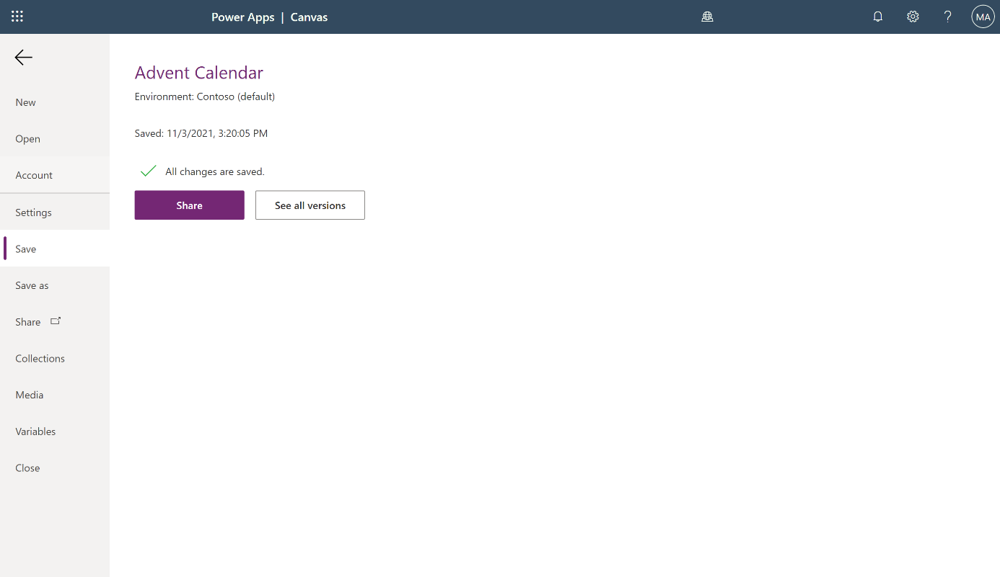 Power Apps | Canvas
MA
New
Open
Account
Settings
Save
Save as
Share
Collections
Media
Variables
Close
Advent Calendar
Environment: Contoso (default)
Saved: 11/3/2021, 3:20:05 PM
All changes are saved.
Share
See all versions